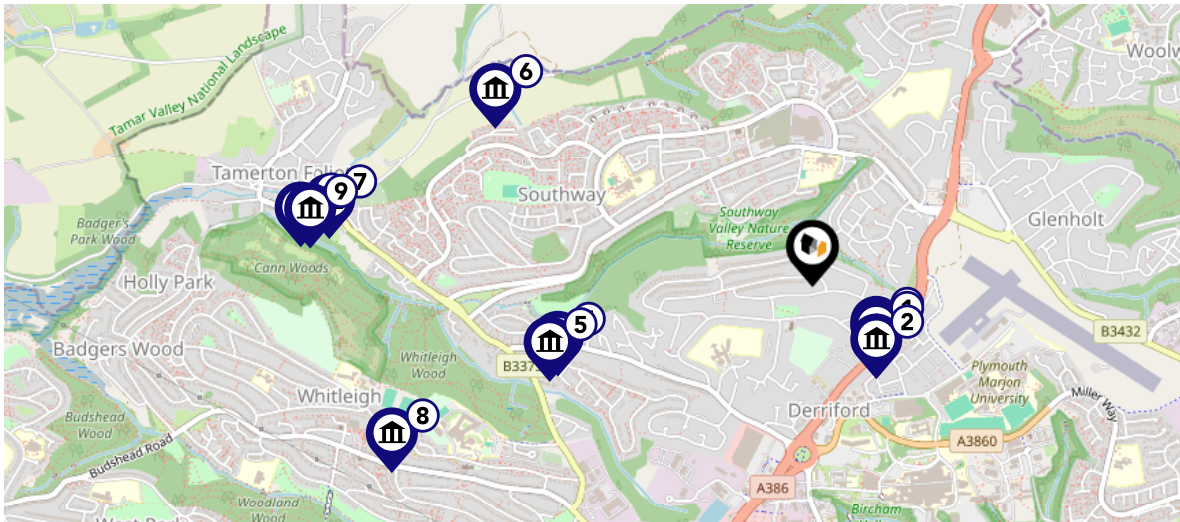 Tamar Valley National Landscape
6
Woolw
Tamerton Folio
7
9
Southway
Southway
Valley Nature
Reserve
Glenholt
Badger's
Park Wood
Cann Woods
Holly Park
5
2
B3432
Badgers Wood
Whitleigh
Wood
B3373
Plymouth
Marjon
University
Miller Way
Whitleigh
8
Derriford
Budshead
Wood
Budshead Road
A3860
A386
Woodland
Wood
Bircham